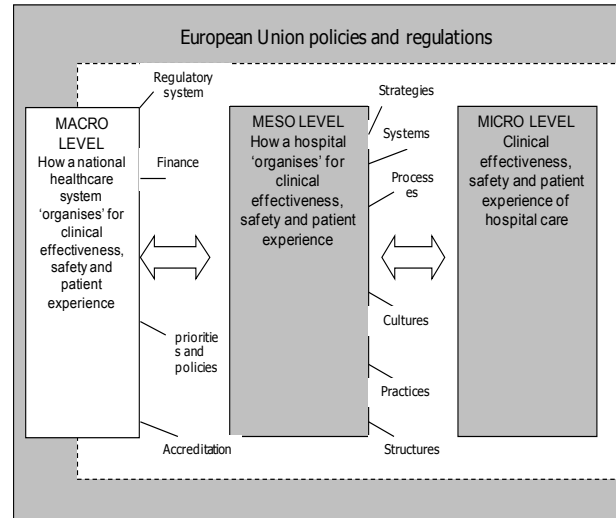 European Union policies and regulations
Regulatory
system
MACRO
LEVEL
How a national
healthcare
system
‘organises’ for
clinical
effectiveness,
safety and
patient
experience
Finance
prioritie
s and
policies
Accreditation
MESO LEVEL
How a hospital
‘organises’ for
clinical
effectiveness,
safety and patient
experience
Strategies
Systems
Process
es
Cultures
Practices
Structures
MICRO LEVEL
Clinical
effectiveness,
safety and patient
experience of
hospital care